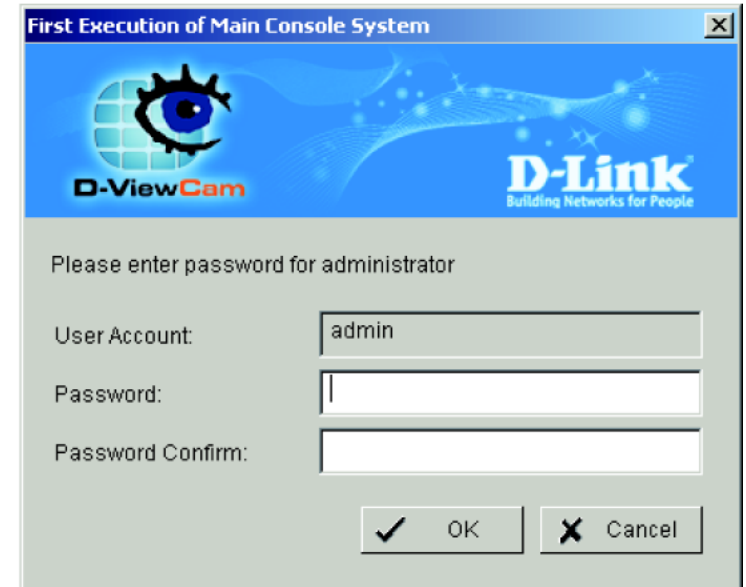 First Execution of Main Console System
D-ViewCam
D-Link
Building Networks for People
Please enter password for administrator
User Account:
admin
Password:
Password Confirm:
OK
Cancel